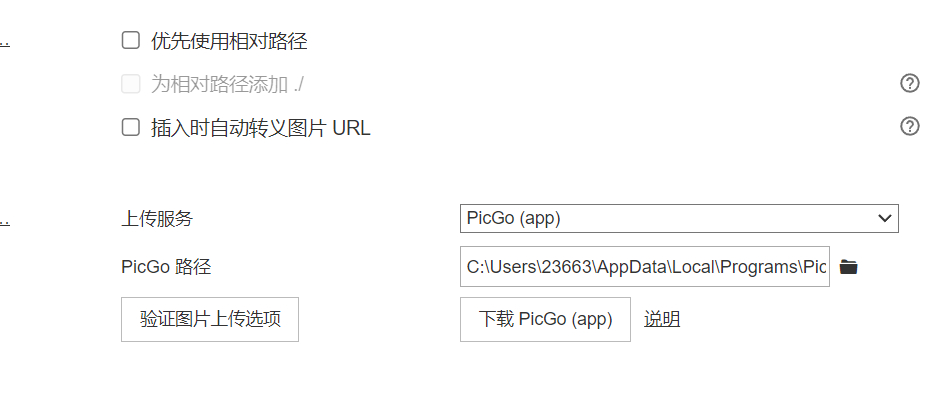 优先使用相对路径
为相对路径添加 ./
插入时自动转义图片 URL
上传服务
PicGo (app)
PicGo 路径
C:\Users\23663\AppData\Local\Programs\Pic
验证图片上传选项
下载 PicGo (app)
说明